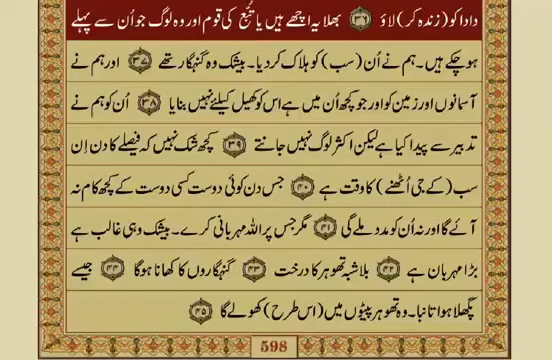 دادا کو (زندہ کر) لاؤ ﴿۳۶﴾ بھلا یہ اچھے ہیں یا تُبّع کی قوم اور وہ لوگ جو اُن سے پہلے
ہو چکے ہیں۔ ہم نے اُن (سب) کو ہلاک کردیا۔ بیشک وہ گنہگار تھے ﴿۳۷﴾ اور ہم نے
آسمانوں اور زمین کو اور جو کچھ اُن میں ہے اس کو کھیل کیلئے نہیں بنایا ﴿۳۸﴾ اُن کو ہم نے
تدبیر سے پیدا کیا ہے لیکن اکثر لوگ نہیں جانتے ﴿۳۹﴾ کچھ شک نہیں کہ فیصلے کا دن اِن
سب (کے جی اُٹھنے) کا وقت ہے ﴿۴۰﴾ جس دن کوئی دوست کسی دوست کے کچھ کام نہ
آئے گا اور نہ اُن کو مدد ملے گی ﴿۴۱﴾ مگر جس پر اللہ مہربانی کرے۔ بیشک وہی غالب ہے
بڑا مہربان ہے ﴿۴۲﴾ بلاشبہ تھوہر کا درخت ﴿۴۳﴾ گنہگاروں کا کھانا ہوگا ﴿۴۴﴾ جیسے
پگھلا ہوا تانبا۔ وہ تھوہر پیٹوں میں (اس طرح) کھولے گا ﴿۴۵﴾
598